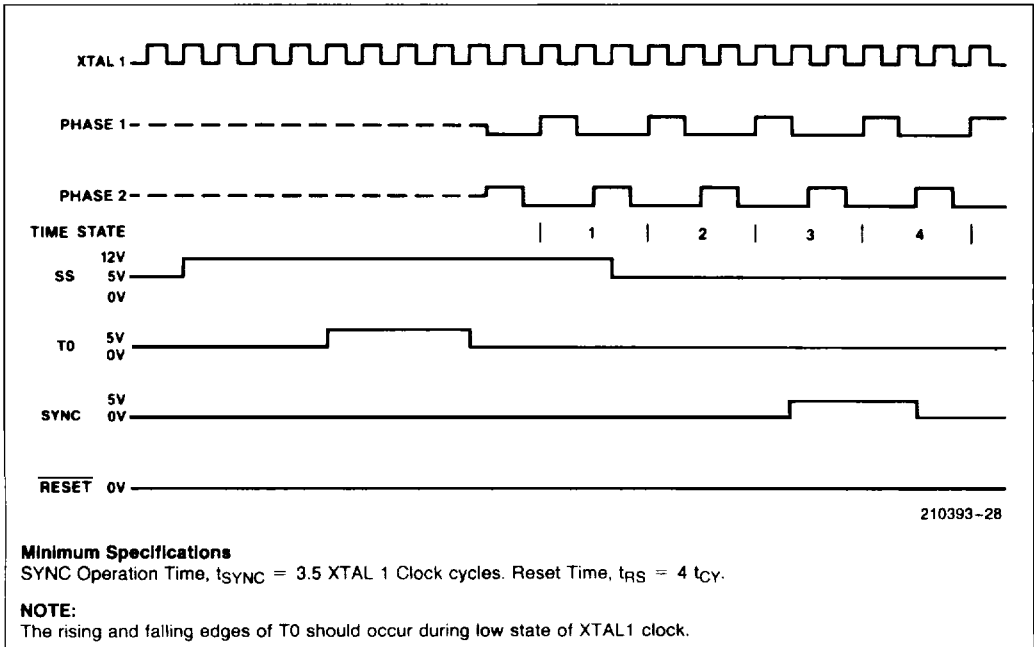 XTAL 1
PHASE 1
PHASE 2
TIME STATE | 1 | 2 | 3 | 4 |
12V
SS 5V
0V
T0 5V
0V
5V
SYNC 0V
RESET 0V
210393-28
Minimum Specifications
SYNC Operation Time, tSYNC = 3.5 XTAL 1 Clock cycles. Reset Time, tRS = 4 tCY.
NOTE:
The rising and falling edges of T0 should occur during low state of XTAL1 clock.